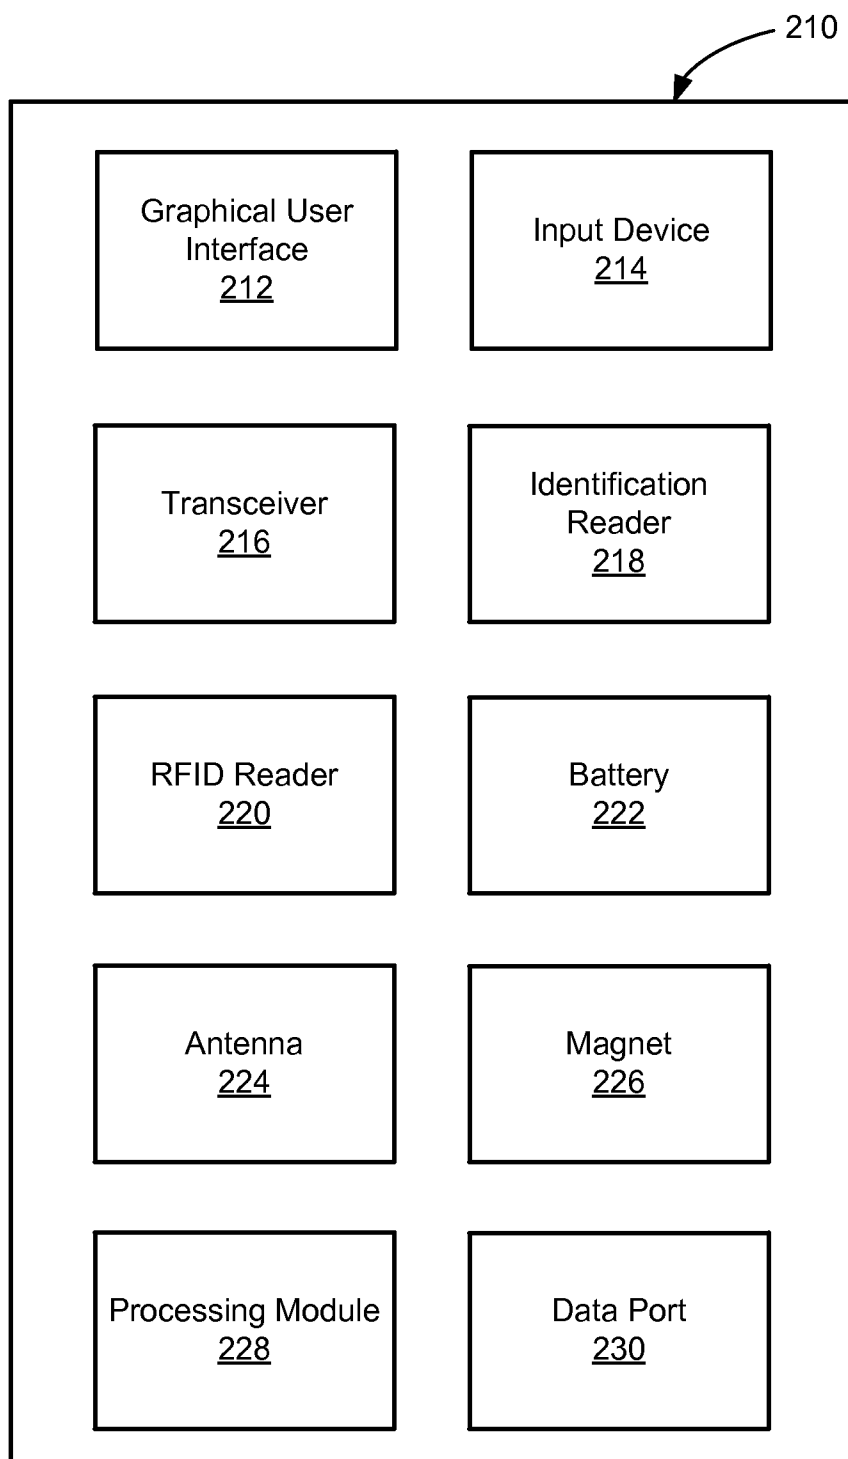 210
Graphical User
Interface
212
Input Device
214
Transceiver
216
Identification
Reader
218
RFID Reader
220
Battery
222
Antenna
224
Magnet
226
Processing Module
228
Data Port
230